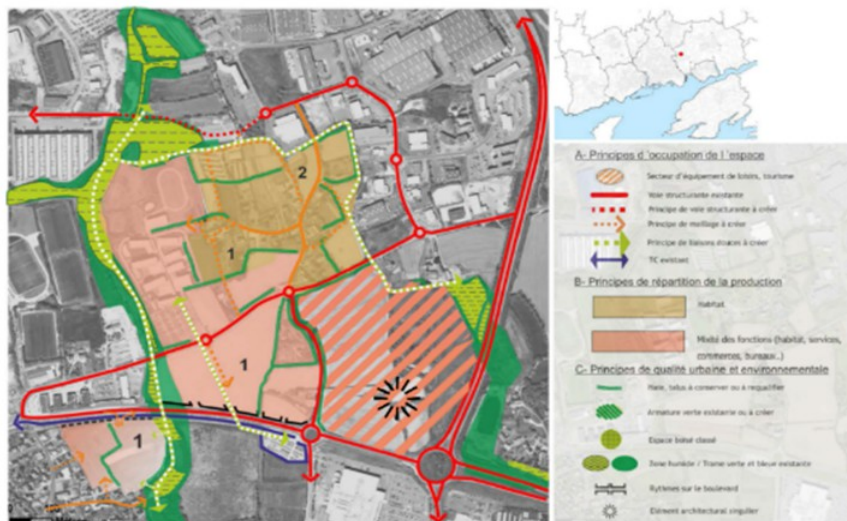 2
1
1
1
A- Principes d'occupation de l'espace
Secteur d'équipement de loisirs, tourisme
Voie structurante existante
Principe de voie structurante à créer
Principe de maillage à créer
Principe de liaisons douces à créer
TC existant
B- Principes de répartition de la production
Habitat
Mixité des fonctions (habitat, services,
commerces, bureaux..)
C- Principes de qualité urbaine et environnementale
Haie, talus à conserver ou à requalifier
Armature verte existante ou à créer
Espace boisé classé
Zone humide / Trame verte et bleue existante
Rythmes sur le boulevard
Elément architectural singulier